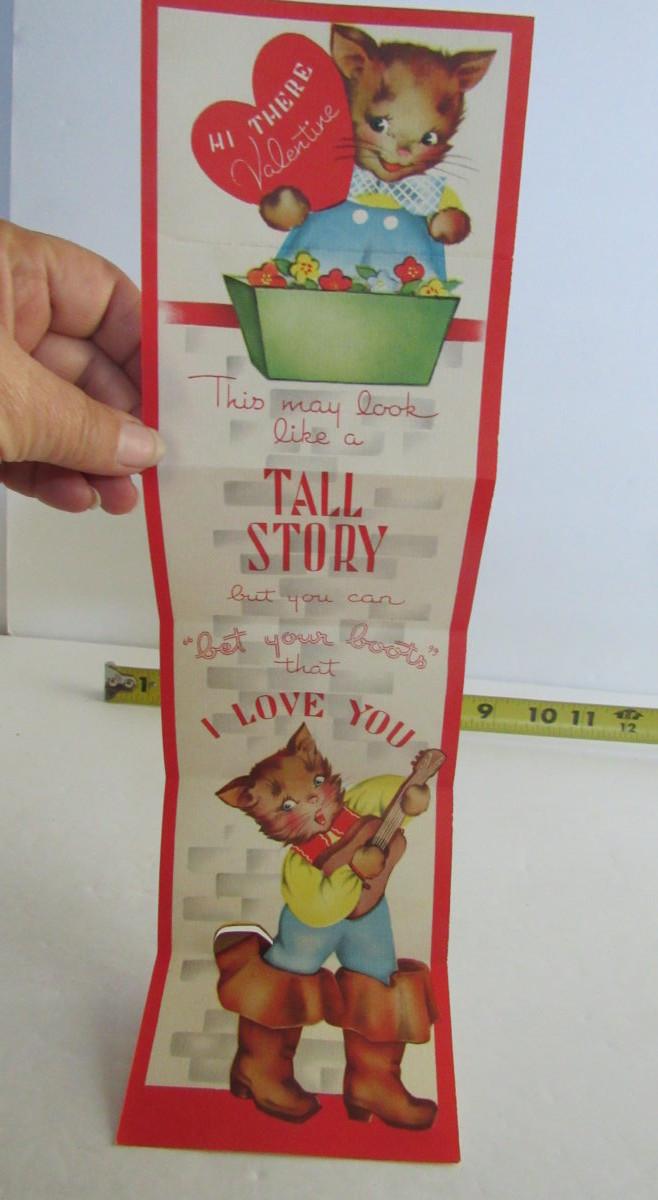 HI THERE
Valentine
This may look
like a
TALL
STORY
but you can
"bet your boots"
that
I LOVE YOU
1 9 10 11 12